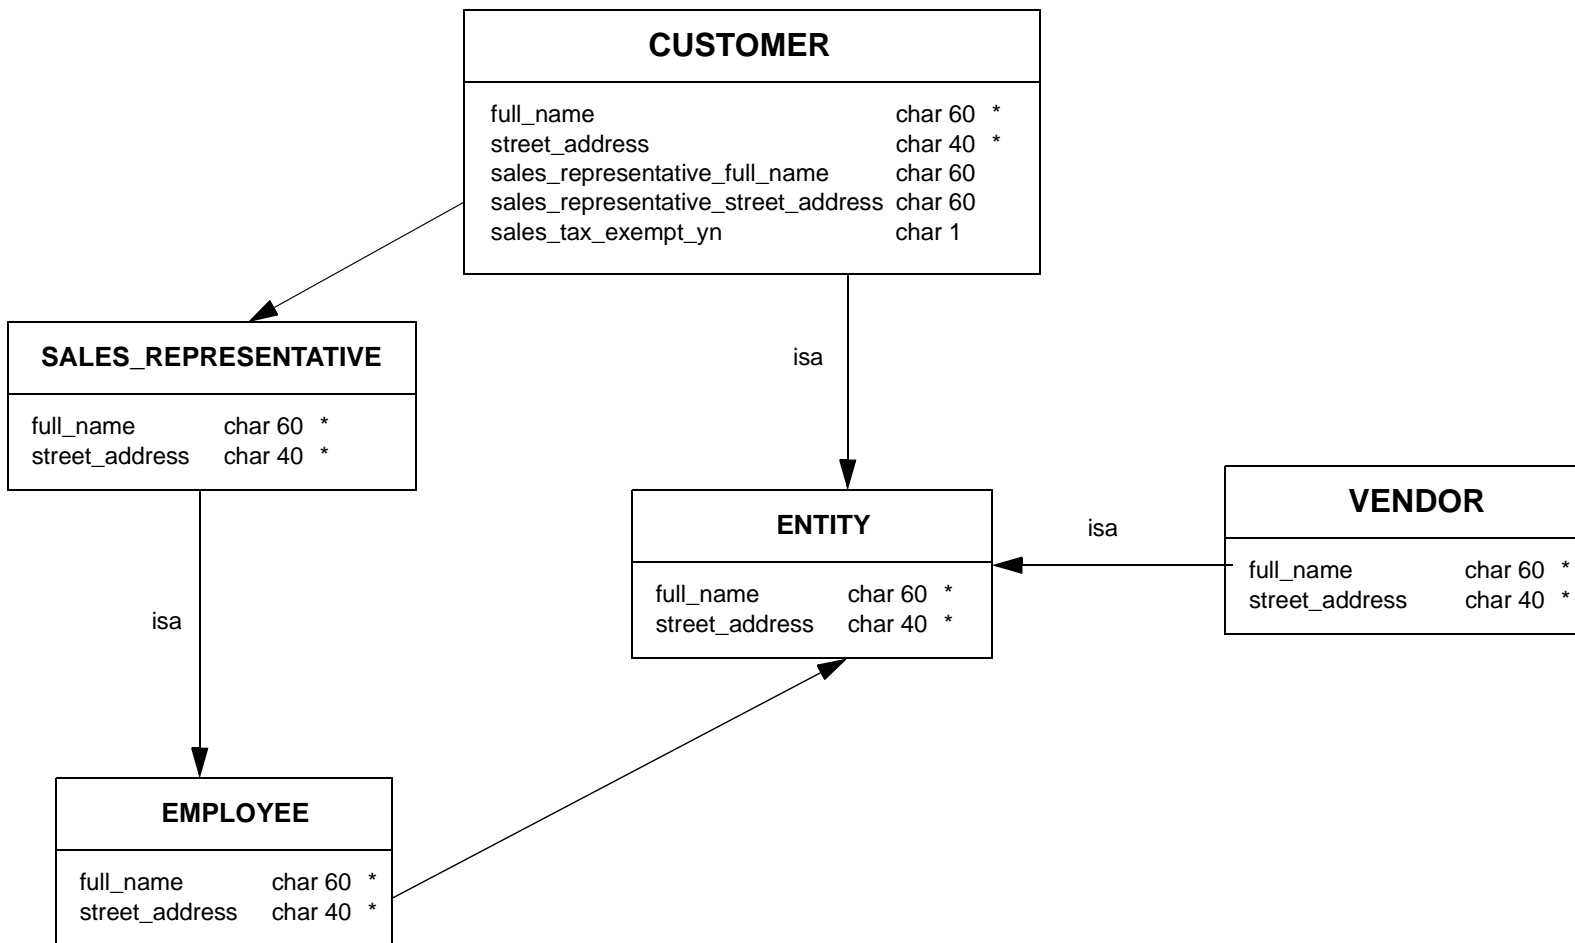 CUSTOMER
full_name char 60 *
street_address char 40 *
sales_representative_full_name char 60
sales_representative_street_address char 60
sales_tax_exempt_yn char 1
SALES_REPRESENTATIVE
full_name char 60 *
street_address char 40 *
isa
ENTITY
full_name char 60 *
street_address char 40 *
isa
VENDOR
full_name char 60 *
street_address char 40 *
isa
EMPLOYEE
full_name char 60 *
street_address char 40 *